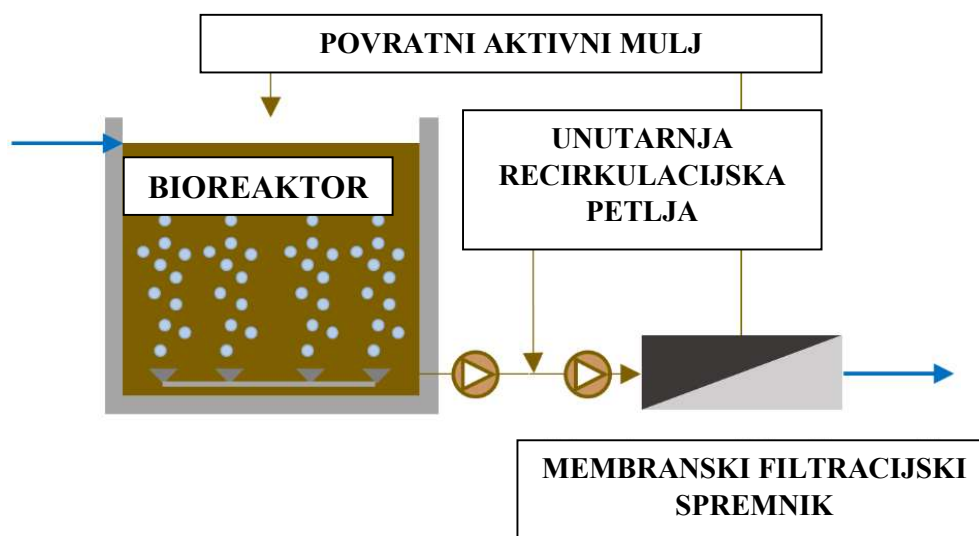 POVRATNI AKTIVNI MULJ
UNUTARNJA
RECIRKULACIJSKA
PETLJA
BIOREAKTOR
MEMBRANSKI FILTRACIJSKI
SPREMNIK